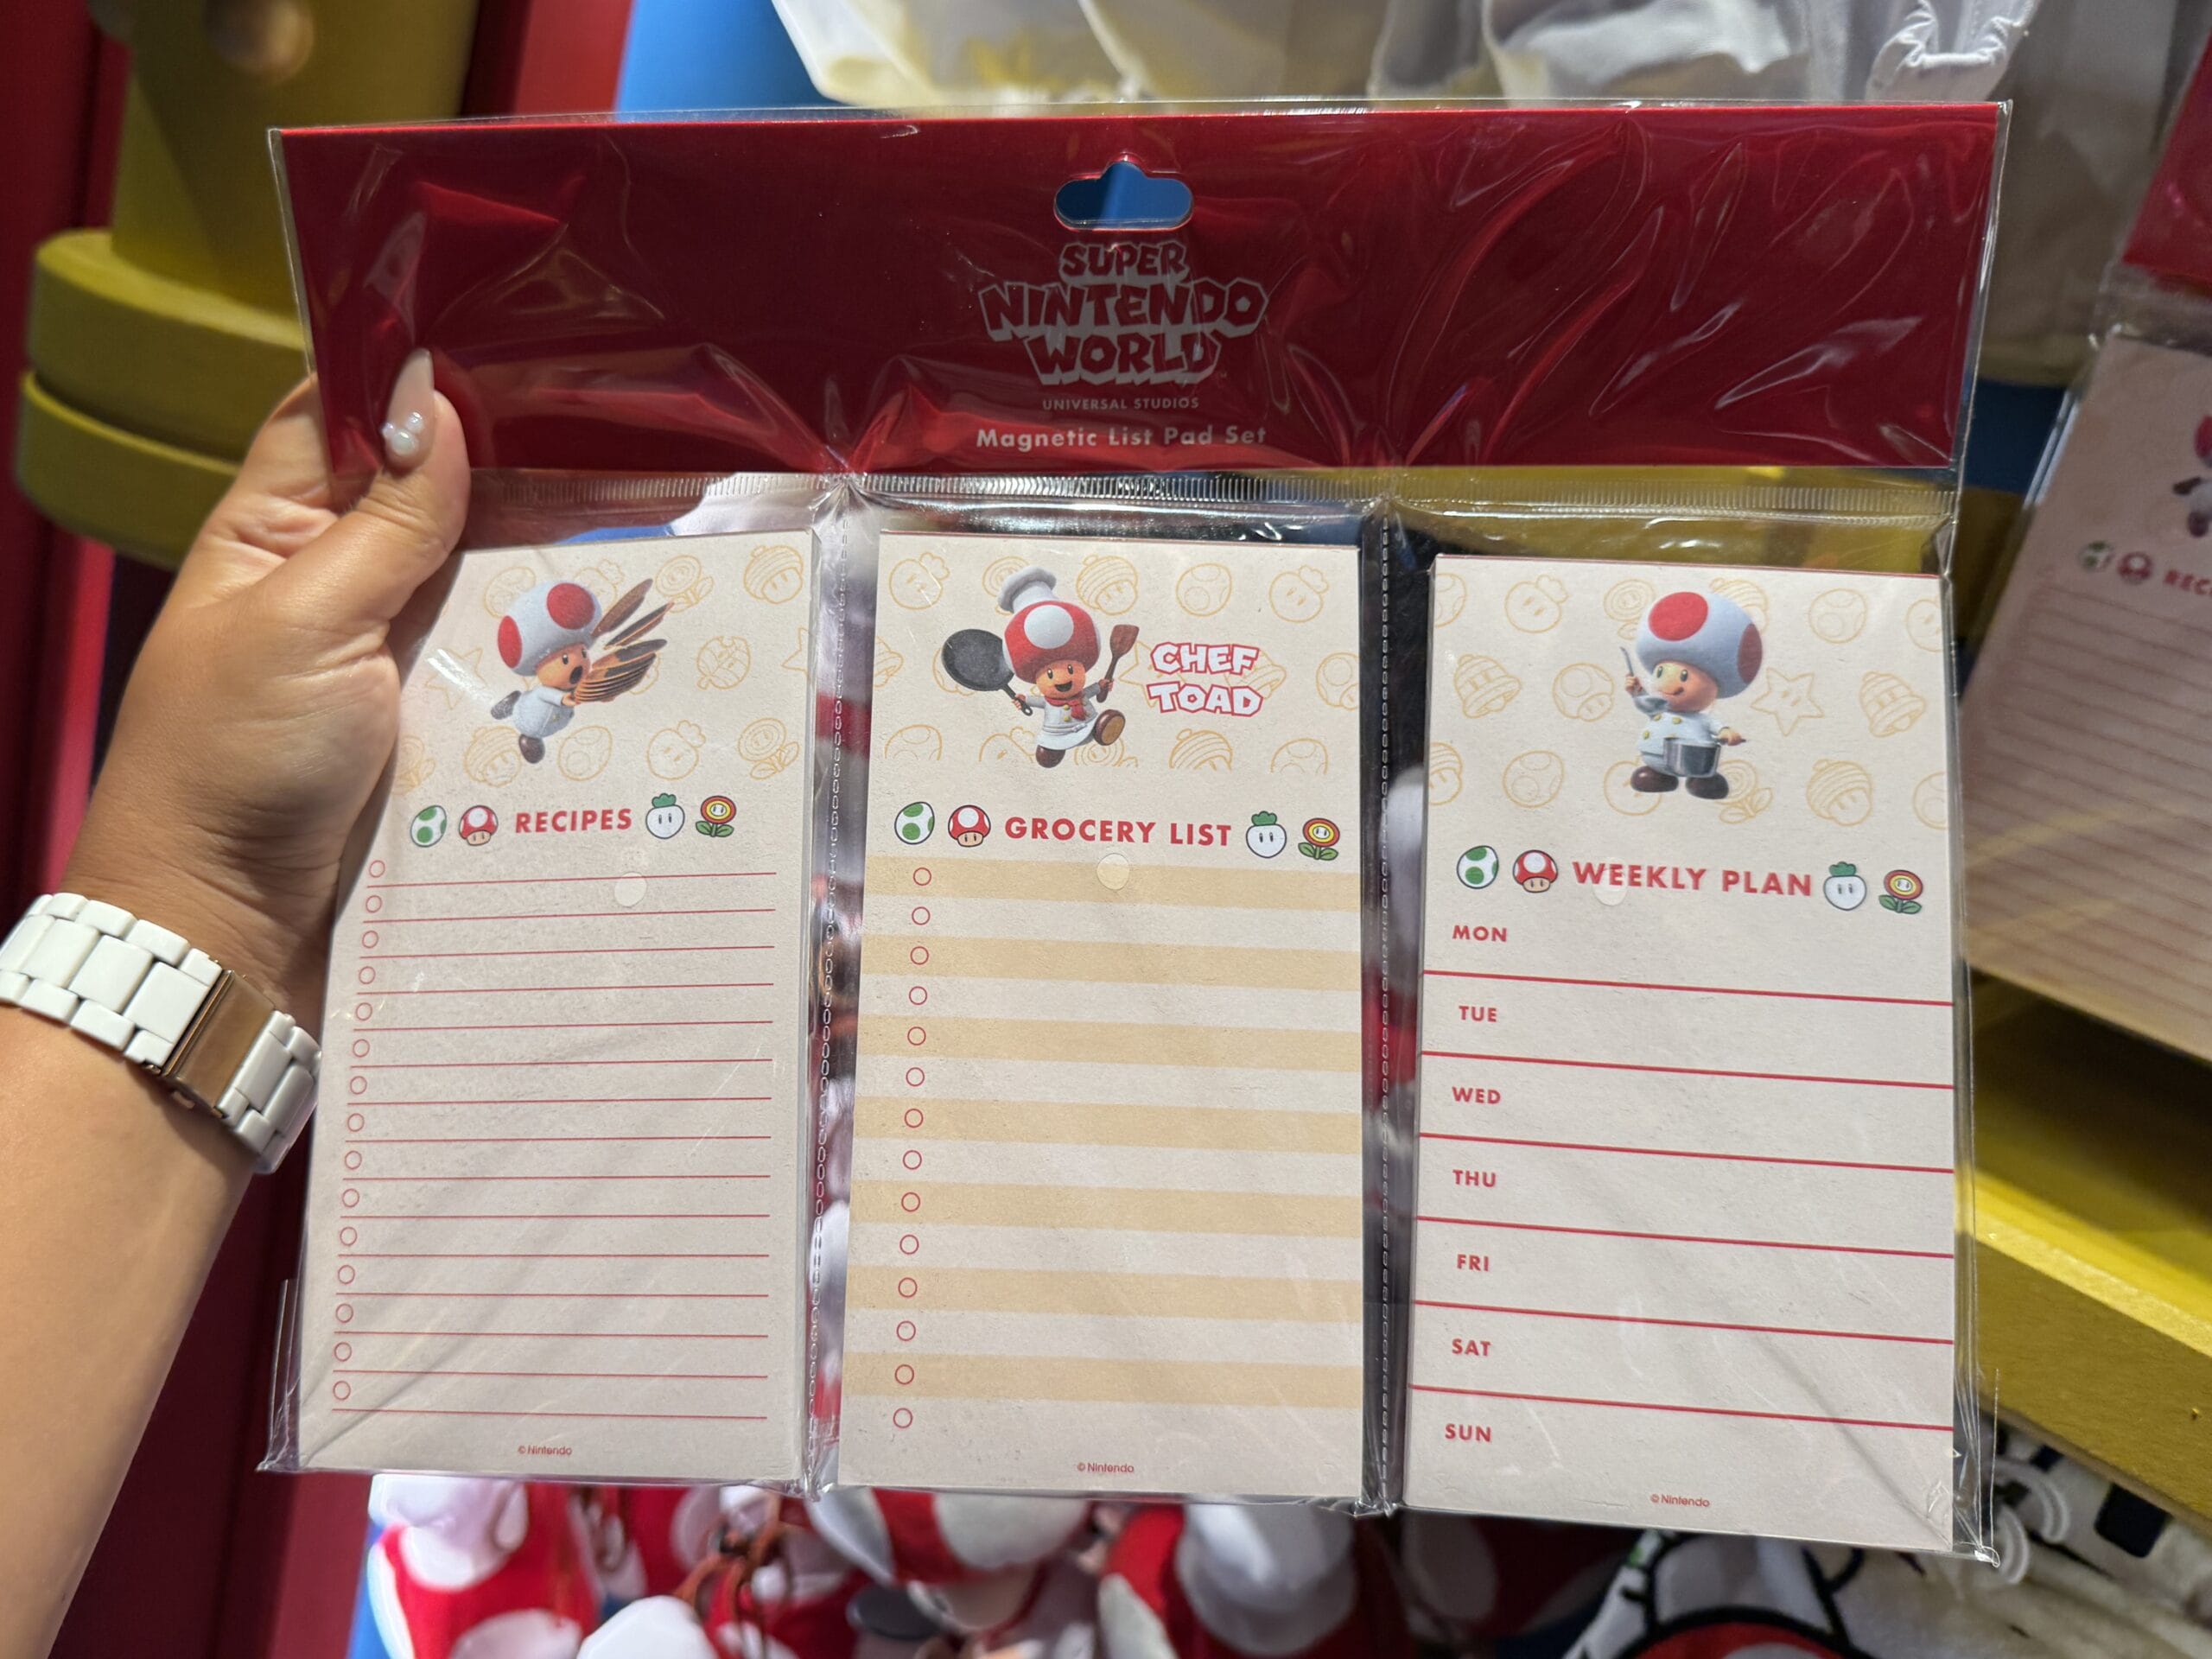 SUPER
NINTENDO
WORLD
UNIVERSAL STUDIOS
Magnetic List Pad Set
RECIPES
© Nintendo
CHEF
TOAD
GROCERY LIST
© Nintendo
WEEKLY PLAN
MON
TUE
WED
THU
FRI
SAT
SUN
© Nintendo